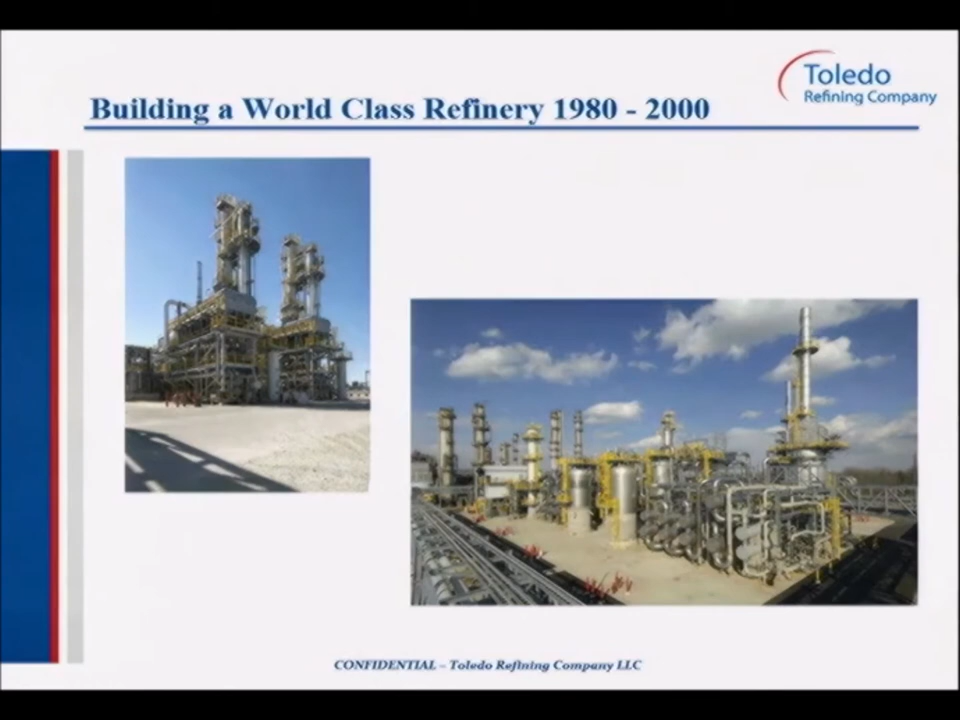 Toledo
Refining Company
Building a World Class Refinery 1980 - 2000
CONFIDENTIAL – Toledo Refining Company LLC